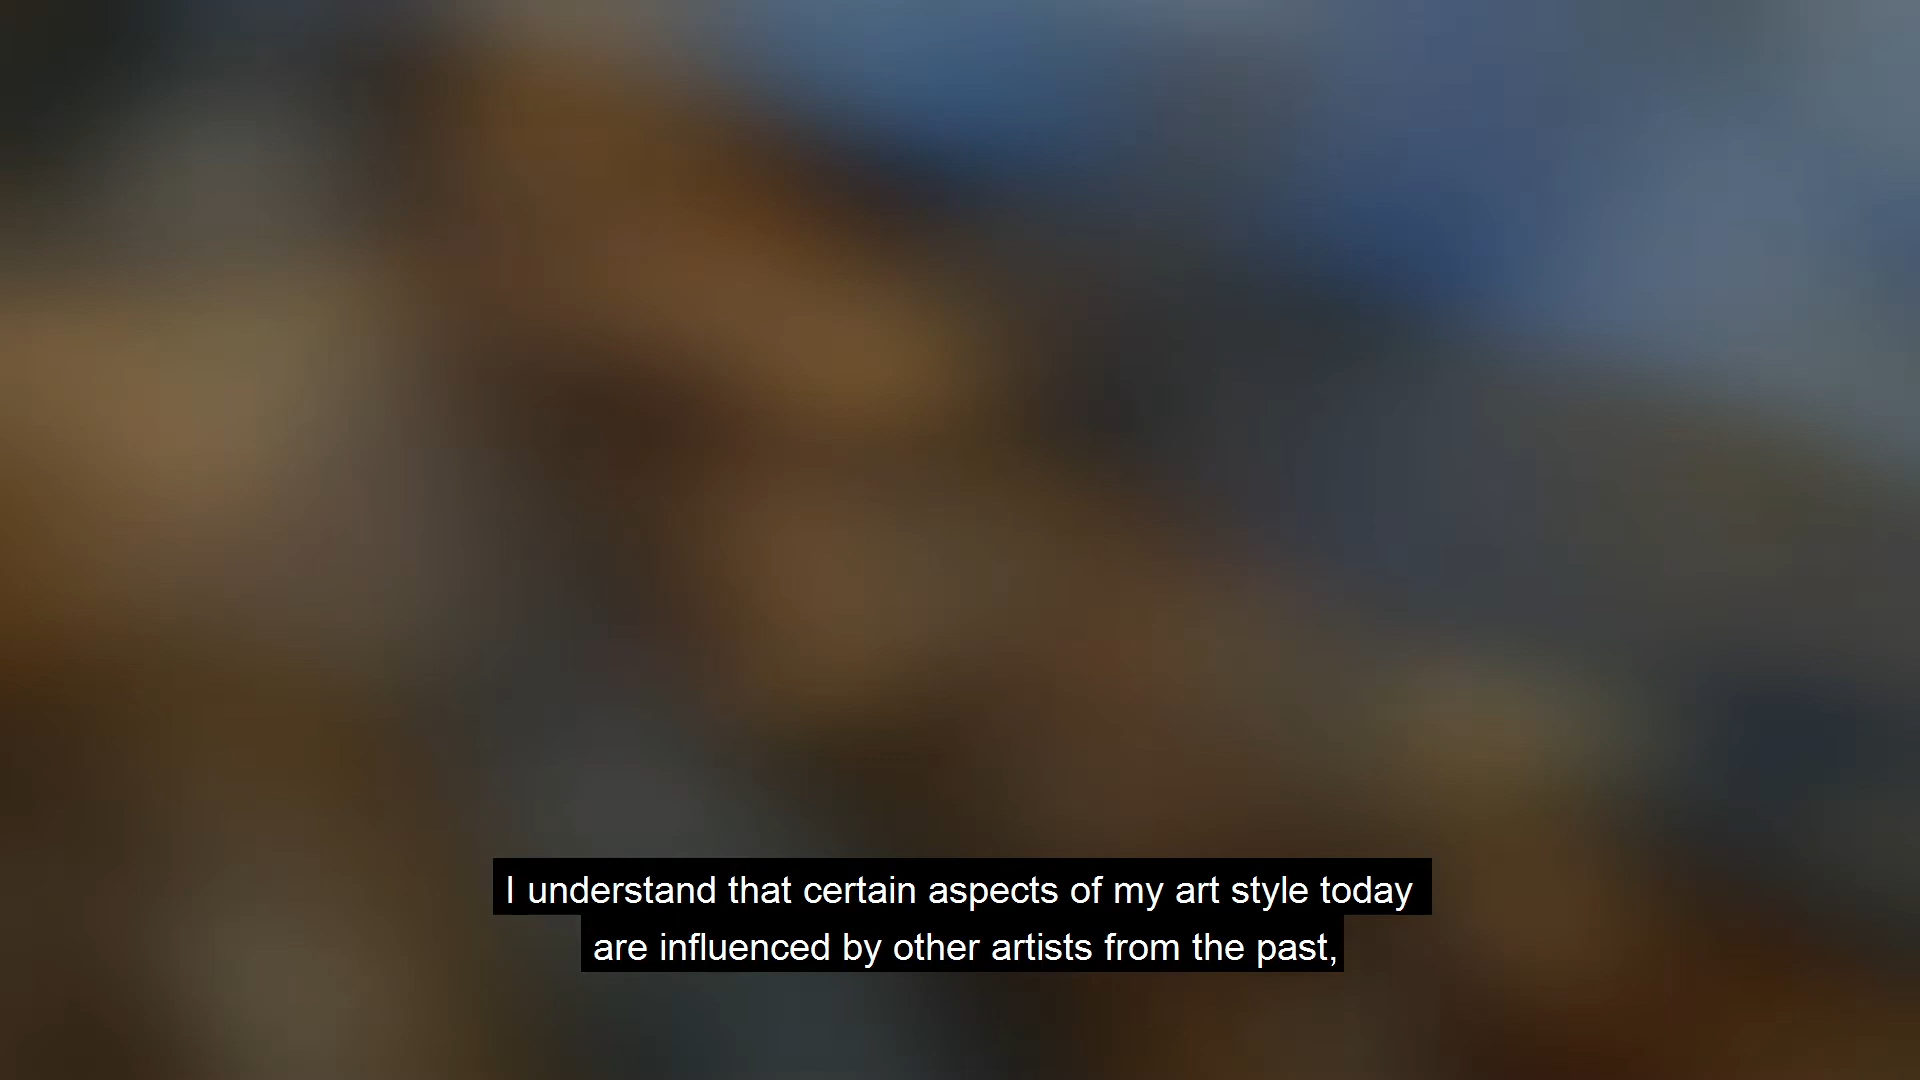 I understand that certain aspects of my art style today
are influenced by other artists from the past,